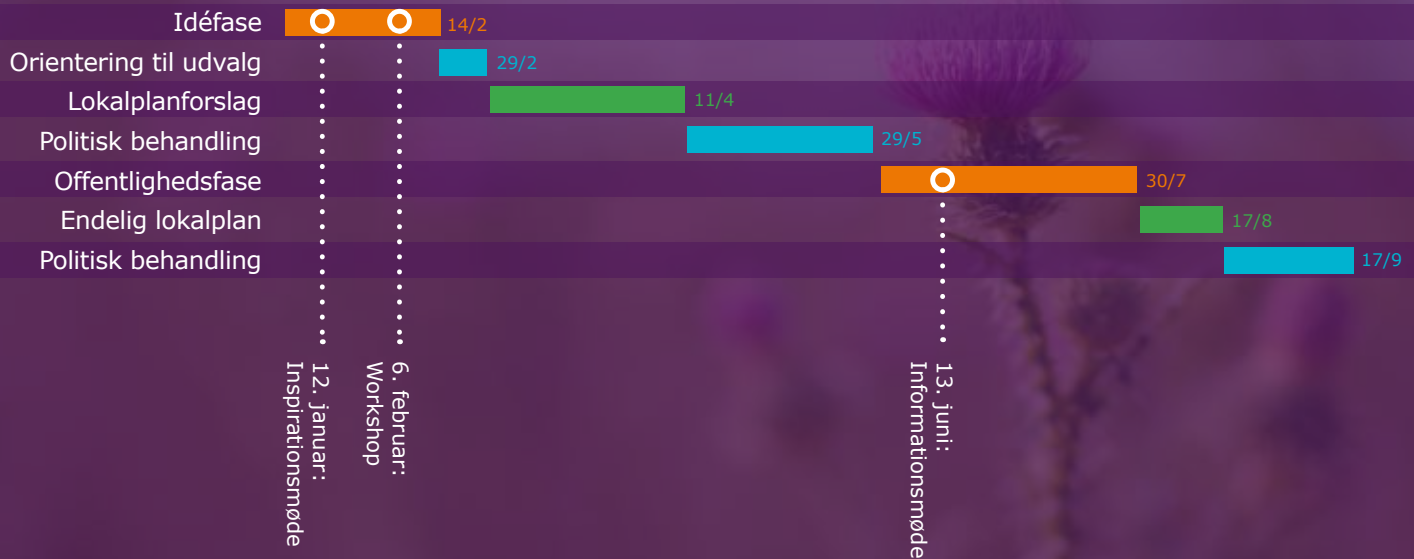 Idéfase
14/2
Orientering til udvalg
29/2
Lokalplanforslag
11/4
Politisk behandling
29/5
Offentlighedsfase
30/7
Endelig lokalplan
17/8
Politisk behandling
17/9
12. januar:
Inspirationsmøde
6. februar:
Workshop
13. juni:
Informationsmøde